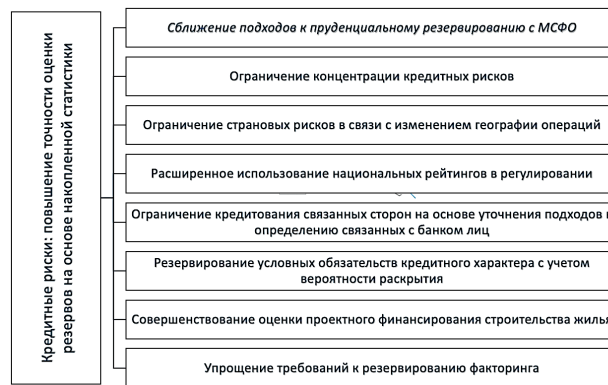 Кредитные риски: повышение точности оценки
резервов на основе накопленной статистики
Сближение подходов к пруденциальному резервированию с МСФО
Ограничение концентрации кредитных рисков
Ограничение страновых рисков в связи с изменением географии операций
Расширенное использование национальных рейтингов в регулировании
Ограничение кредитования связанных сторон на основе уточнения подходов
определению связанных с банком лиц
Резервирование условных обязательств кредитного характера с учетом
вероятности раскрытия
Совершенствование оценки проектного финансирования строительства жилья
Упрощение требований к резервированию факторинга